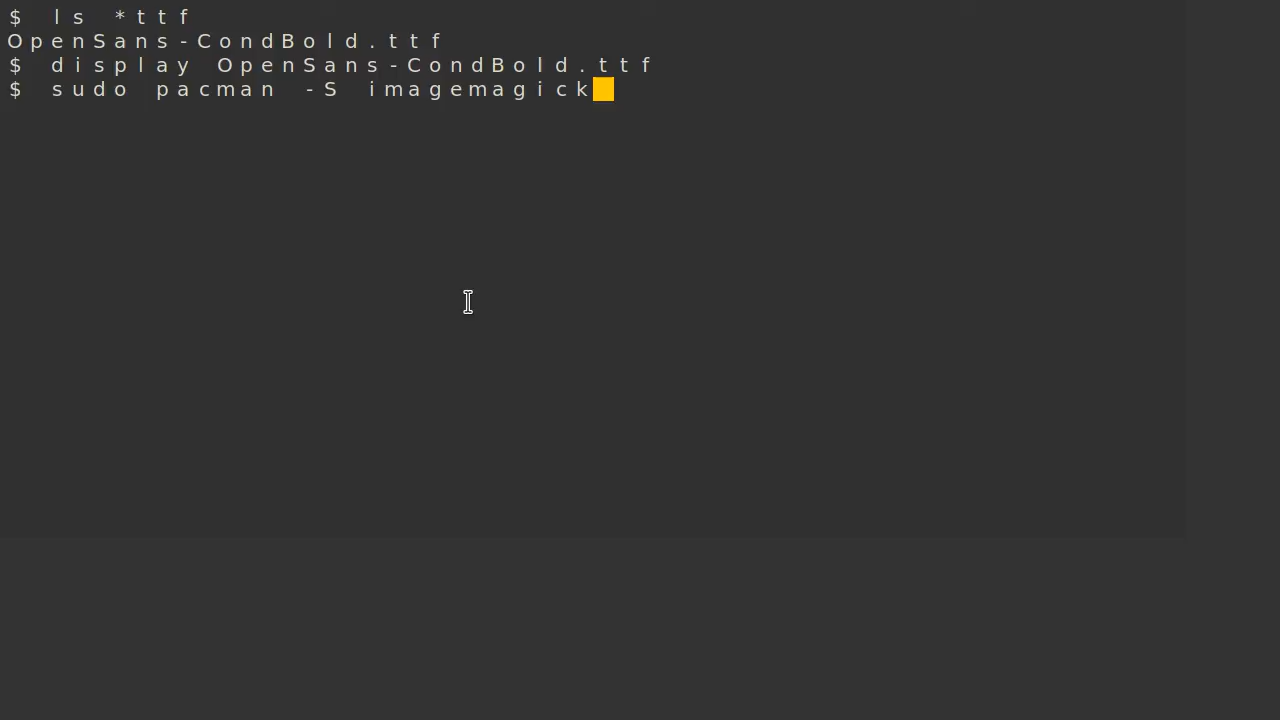 $ ls *ttf
OpenSans-CondBold.ttf
$ display OpenSans-CondBold.ttf
$ sudo pacman -S imagemagick